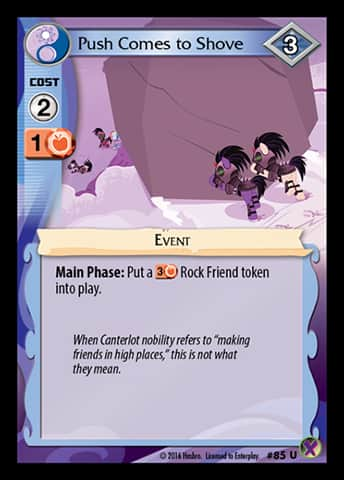 Push Comes to Shove
3
COST
2
1
EVENT
Main Phase: Put a 3 Rock Friend token
into play.
When Canterlot nobility refers to “making
friends in high places,” this is not what
they mean.
© 2016 Hasbro. Licensed to Enterplay. #85 U